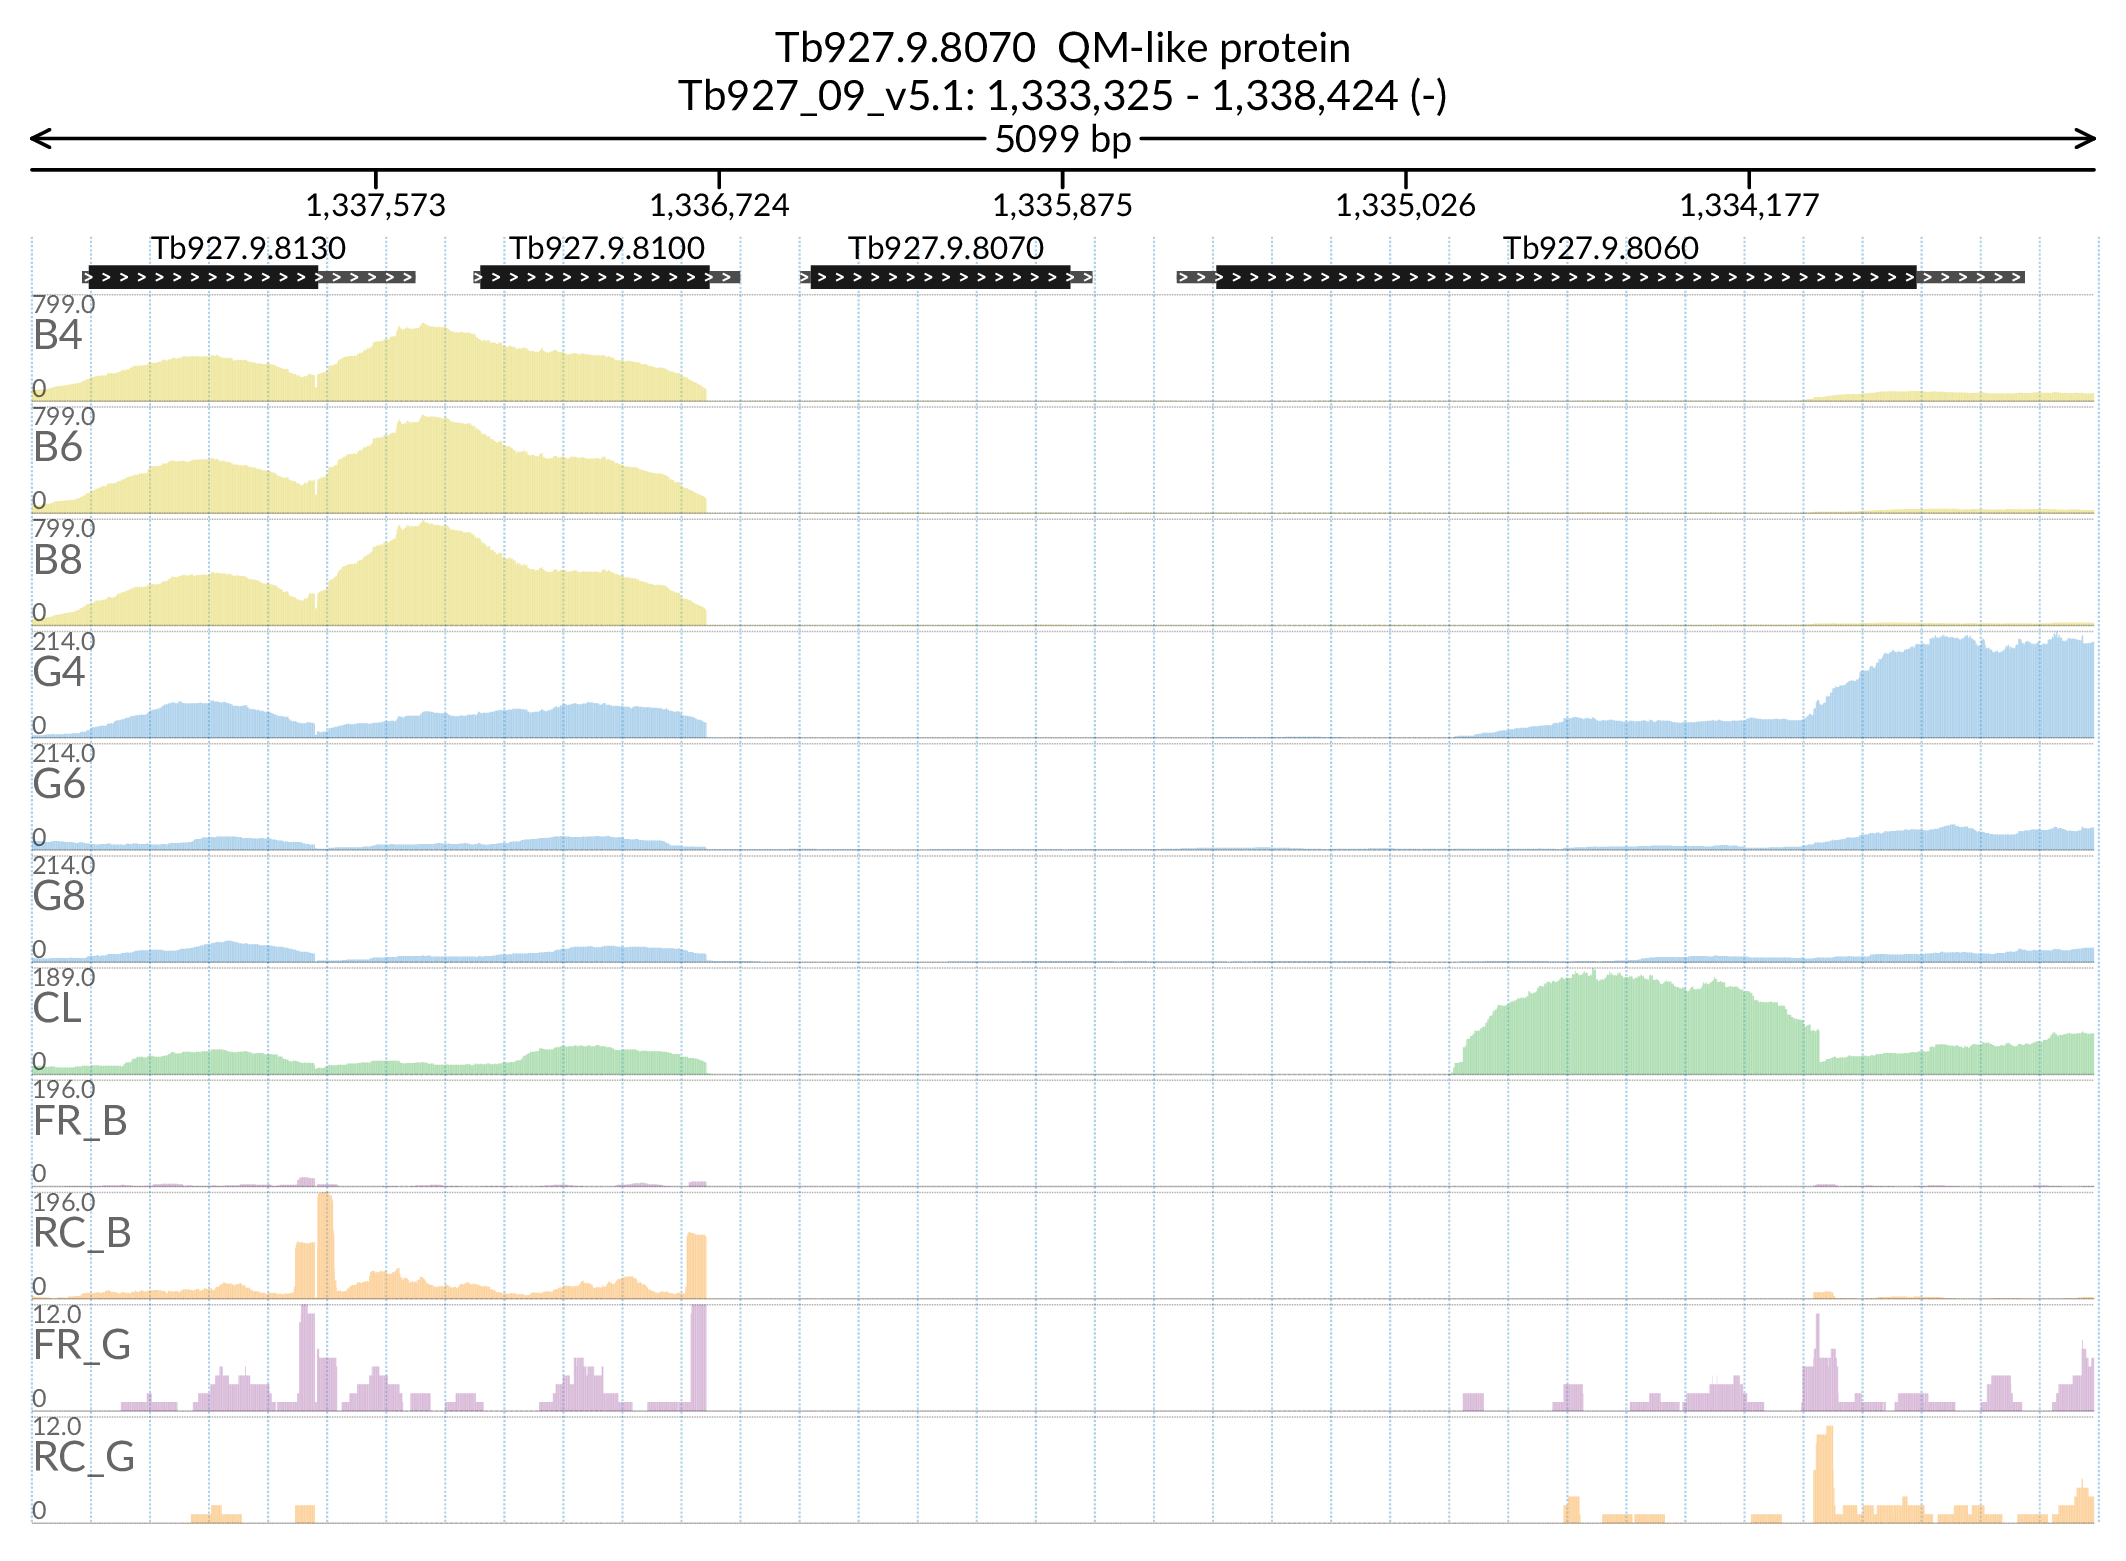 Tb927.9.8070  QM-like protein
Tb927_09_v5.1: 1,333,325 - 1,338,424 (-)
5099 bp
1,337,573 1,336,724 1,335,875 1,335,026 1,334,177
Tb927.9.8130 Tb927.9.8100 Tb927.9.8070 Tb927.9.8060
799.0
B4
0
799.0
B6
0
799.0
B8
0
214.0
G4
0
214.0
G6
0
214.0
G8
0
189.0
CL
0
196.0
FR_B
0
196.0
RC_B
0
12.0
FR_G
0
12.0
RC_G
0